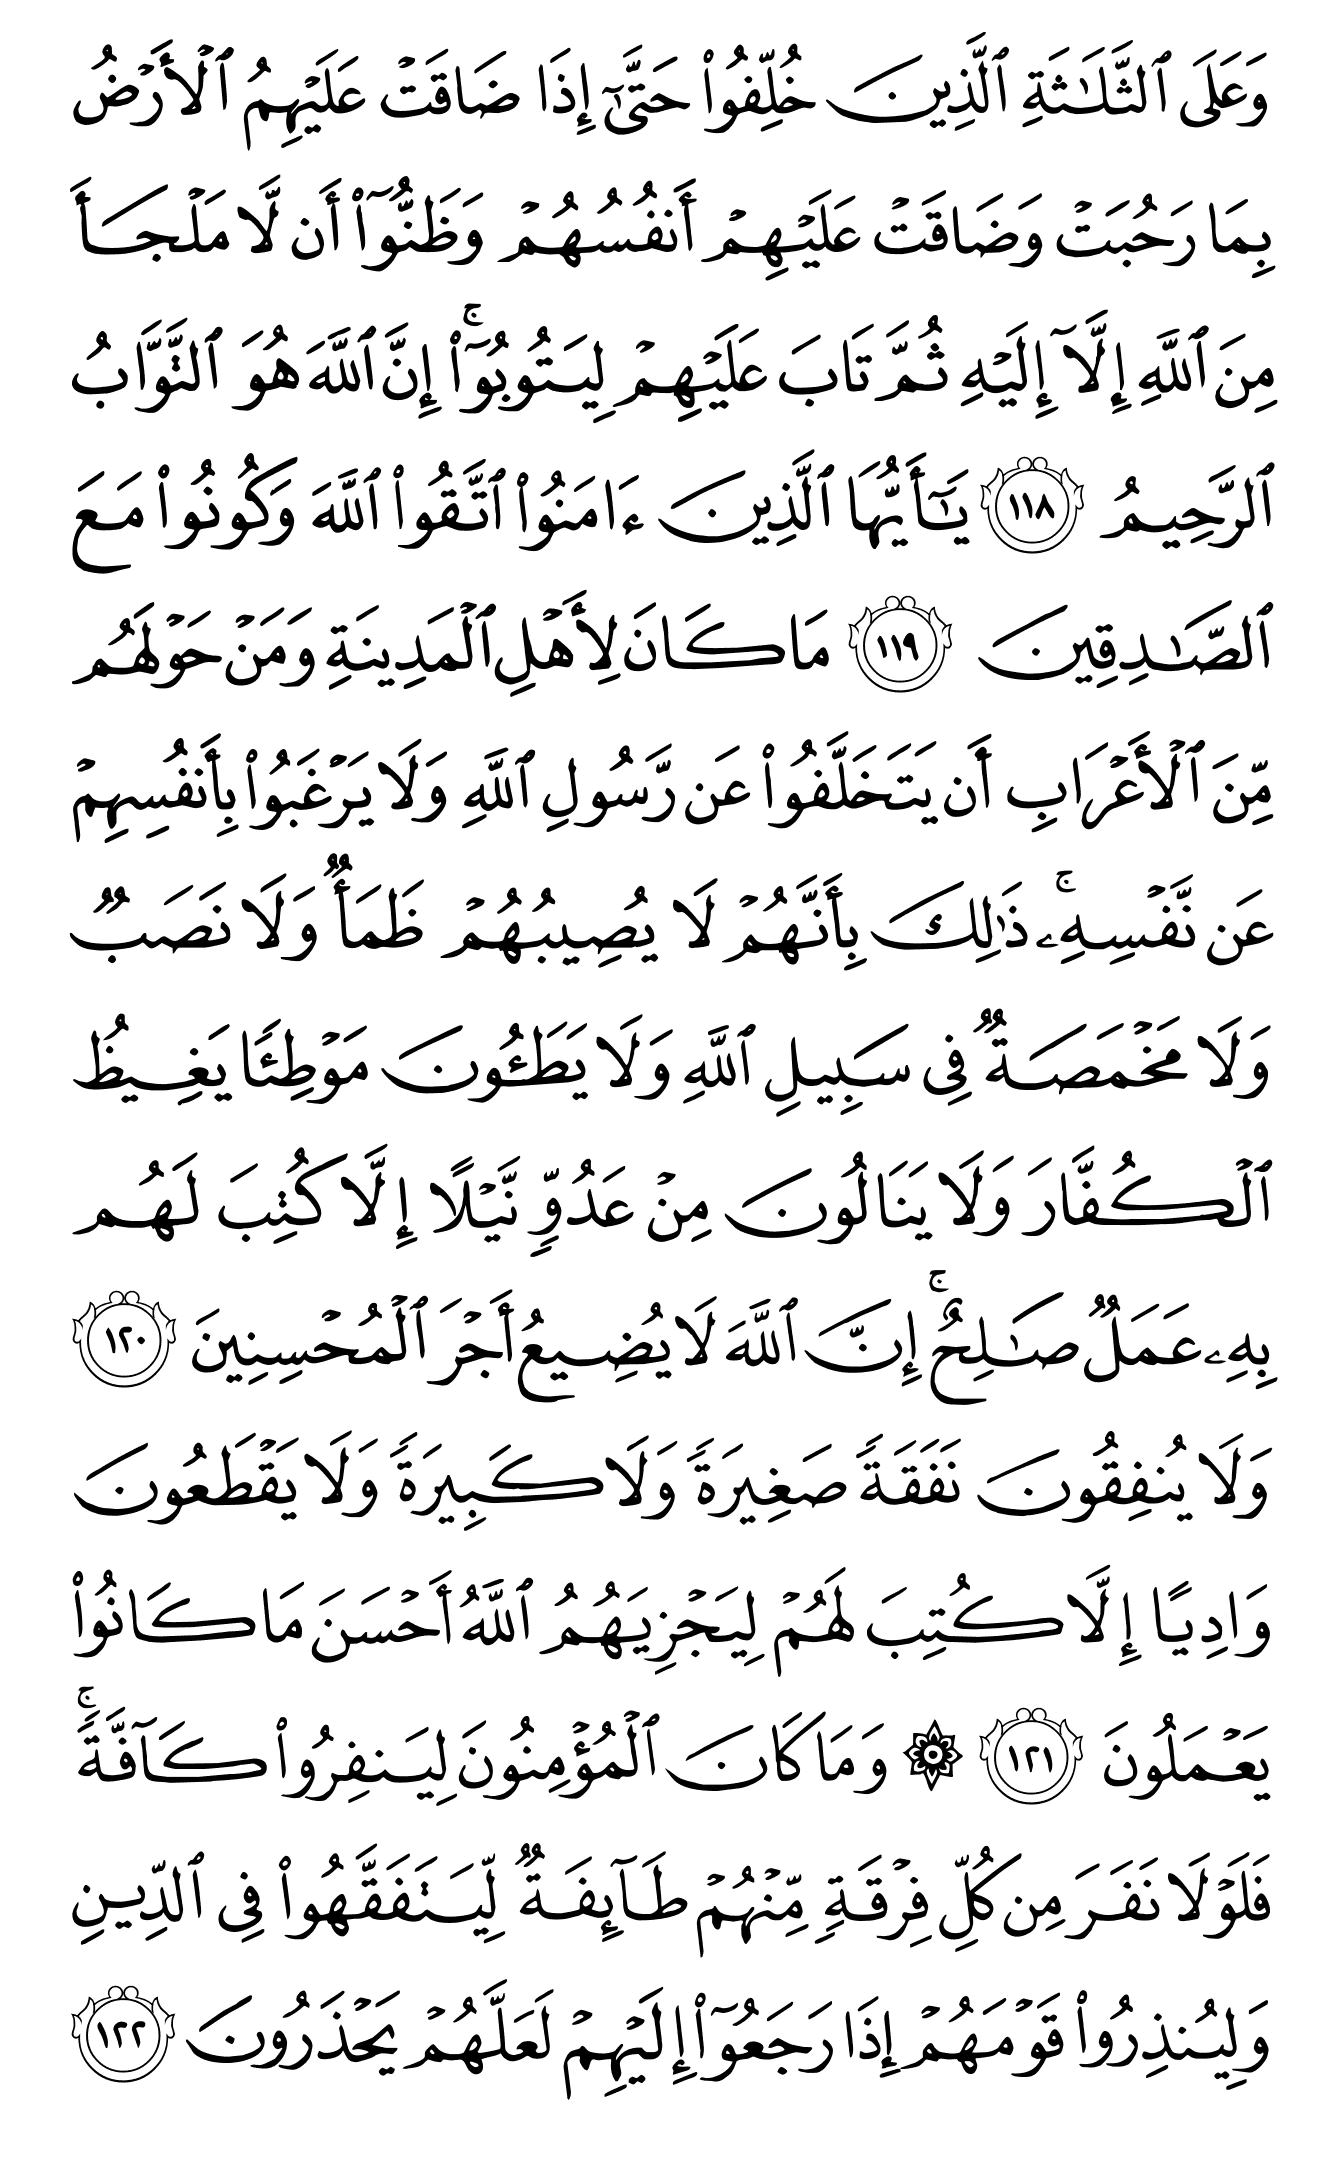 وَعَلَى ٱلثَّلَٰثَةِ ٱلَّذِينَ خُلِّفُوا۟ حَتَّىٰٓ إِذَا ضَاقَتْ عَلَيْهِمُ ٱلْأَرْضُ
بِمَا رَحُبَتْ وَضَاقَتْ عَلَيْهِمْ أَنفُسُهُمْ وَظَنُّوٓا۟ أَن لَّا مَلْجَأَ
مِنَ ٱللَّهِ إِلَّآ إِلَيْهِ ثُمَّ تَابَ عَلَيْهِمْ لِيَتُوبُوٓا۟ۚ إِنَّ ٱللَّهَ هُوَ ٱلتَّوَّابُ
ٱلرَّحِيمُ ١١٨ يَٰٓأَيُّهَا ٱلَّذِينَ ءَامَنُوا۟ ٱتَّقُوا۟ ٱللَّهَ وَكُونُوا۟ مَعَ
ٱلصَّٰدِقِينَ ١١٩ مَا كَانَ لِأَهْلِ ٱلْمَدِينَةِ وَمَنْ حَوْلَهُم
مِّنَ ٱلْأَعْرَابِ أَن يَتَخَلَّفُوا۟ عَن رَّسُولِ ٱللَّهِ وَلَا يَرْغَبُوا۟ بِأَنفُسِهِمْ
عَن نَّفْسِهِۦۚ ذَٰلِكَ بِأَنَّهُمْ لَا يُصِيبُهُمْ ظَمَأٌ وَلَا نَصَبٌ
وَلَا مَخْمَصَةٌ فِى سَبِيلِ ٱللَّهِ وَلَا يَطَـُٔونَ مَوْطِئًا يَغِيظُ
ٱلْكُفَّارَ وَلَا يَنَالُونَ مِنْ عَدُوٍّ نَّيْلًا إِلَّا كُتِبَ لَهُم
بِهِۦ عَمَلٌ صَٰلِحٌۚ إِنَّ ٱللَّهَ لَا يُضِيعُ أَجْرَ ٱلْمُحْسِنِينَ ١٢٠
وَلَا يُنفِقُونَ نَفَقَةً صَغِيرَةً وَلَا كَبِيرَةً وَلَا يَقْطَعُونَ
وَادِيًا إِلَّا كُتِبَ لَهُمْ لِيَجْزِيَهُمُ ٱللَّهُ أَحْسَنَ مَا كَانُوا۟
يَعْمَلُونَ ١٢١ ۞ وَمَا كَانَ ٱلْمُؤْمِنُونَ لِيَنفِرُوا۟ كَآفَّةًۚ
فَلَوْلَا نَفَرَ مِن كُلِّ فِرْقَةٍ مِّنْهُمْ طَآئِفَةٌ لِّيَتَفَقَّهُوا۟ فِى ٱلدِّينِ
وَلِيُنذِرُوا۟ قَوْمَهُمْ إِذَا رَجَعُوٓا۟ إِلَيْهِمْ لَعَلَّهُمْ يَحْذَرُونَ ١٢٢